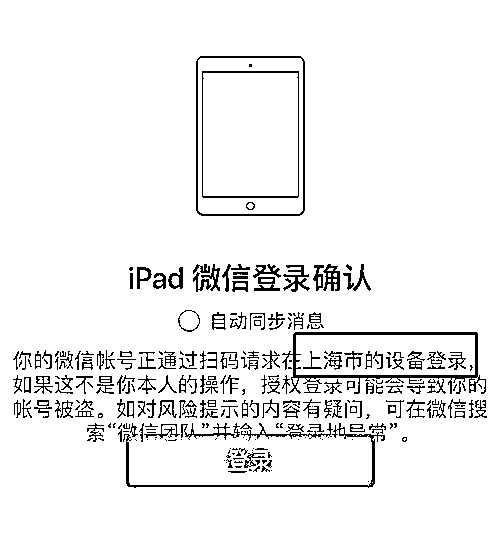 iPad 微信登录确认
自动同步消息
你的微信帐号正通过扫码请求在上海市的设备登录，
如果这不是你本人的操作，授权登录可能会导致你的
帐号被盗。如对风险提示的内容有疑问，可在微信搜
索“微信团队”并输入“登录地异常”。
登录